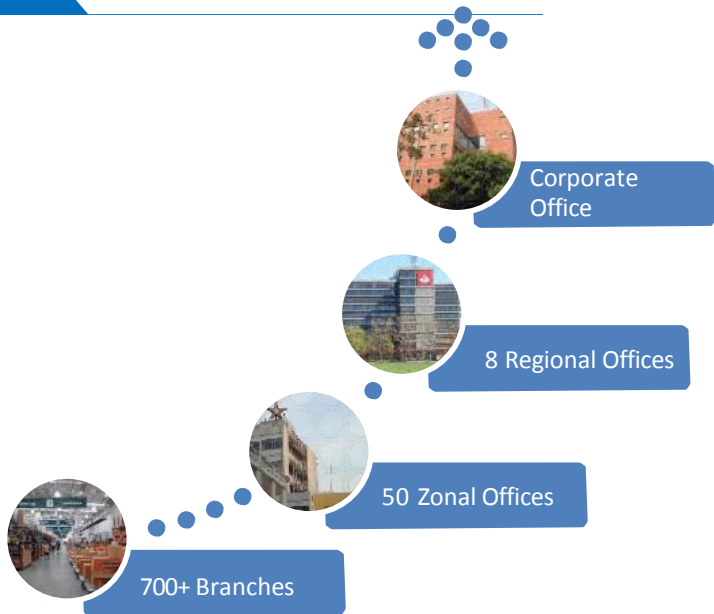 Corporate
Office
8 Regional Offices
50 Zonal Offices
700+ Branches